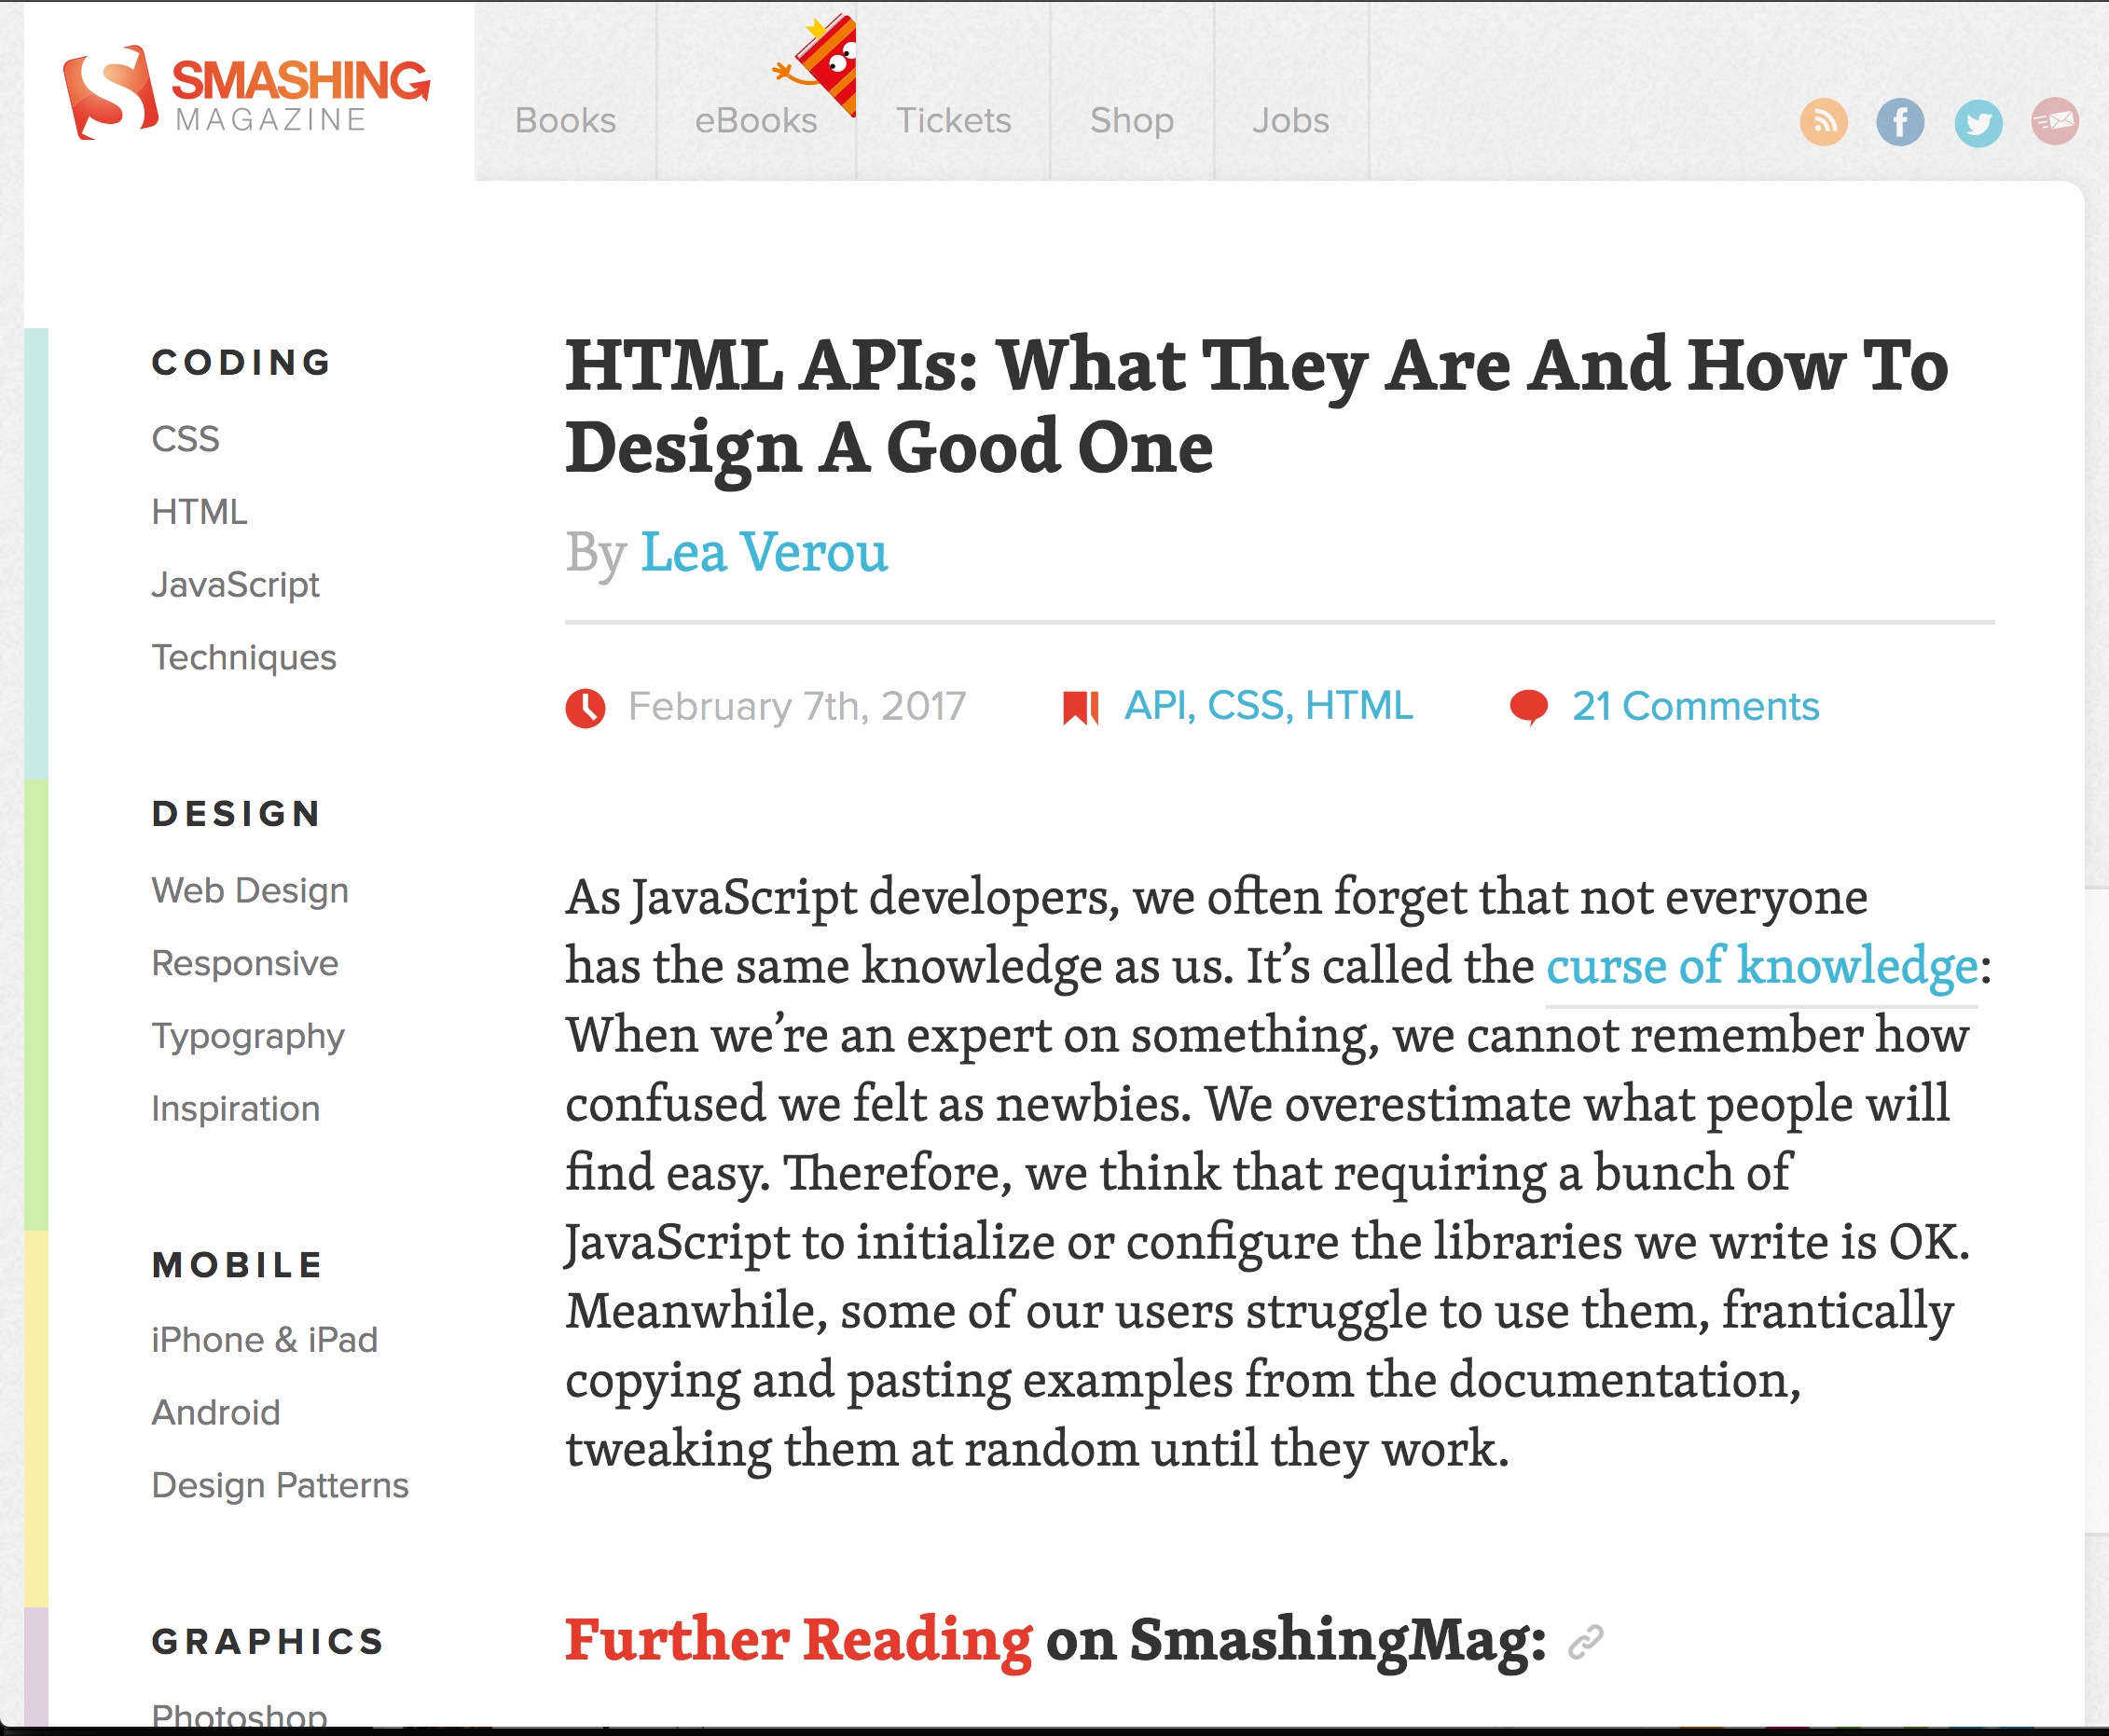 SMASHING
MAGAZINE
Books
eBooks
Tickets
Shop
Jobs
CODING
CSS
HTML
JavaScript
Techniques
DESIGN
Web Design
Responsive
Typography
Inspiration
MOBILE
iPhone & iPad
Android
Design Patterns
GRAPHICS
Photoshop
HTML APIs: What They Are And How To
Design A Good One
By Lea Verou
February 7th, 2017
API, CSS, HTML
21 Comments
As JavaScript developers, we often forget that not everyone
has the same knowledge as us. It’s called the curse of knowledge:
When we’re an expert on something, we cannot remember how
confused we felt as newbies. We overestimate what people will
find easy. Therefore, we think that requiring a bunch of
JavaScript to initialize or configure the libraries we write is OK.
Meanwhile, some of our users struggle to use them, frantically
copying and pasting examples from the documentation,
tweaking them at random until they work.
Further Reading on SmashingMag: